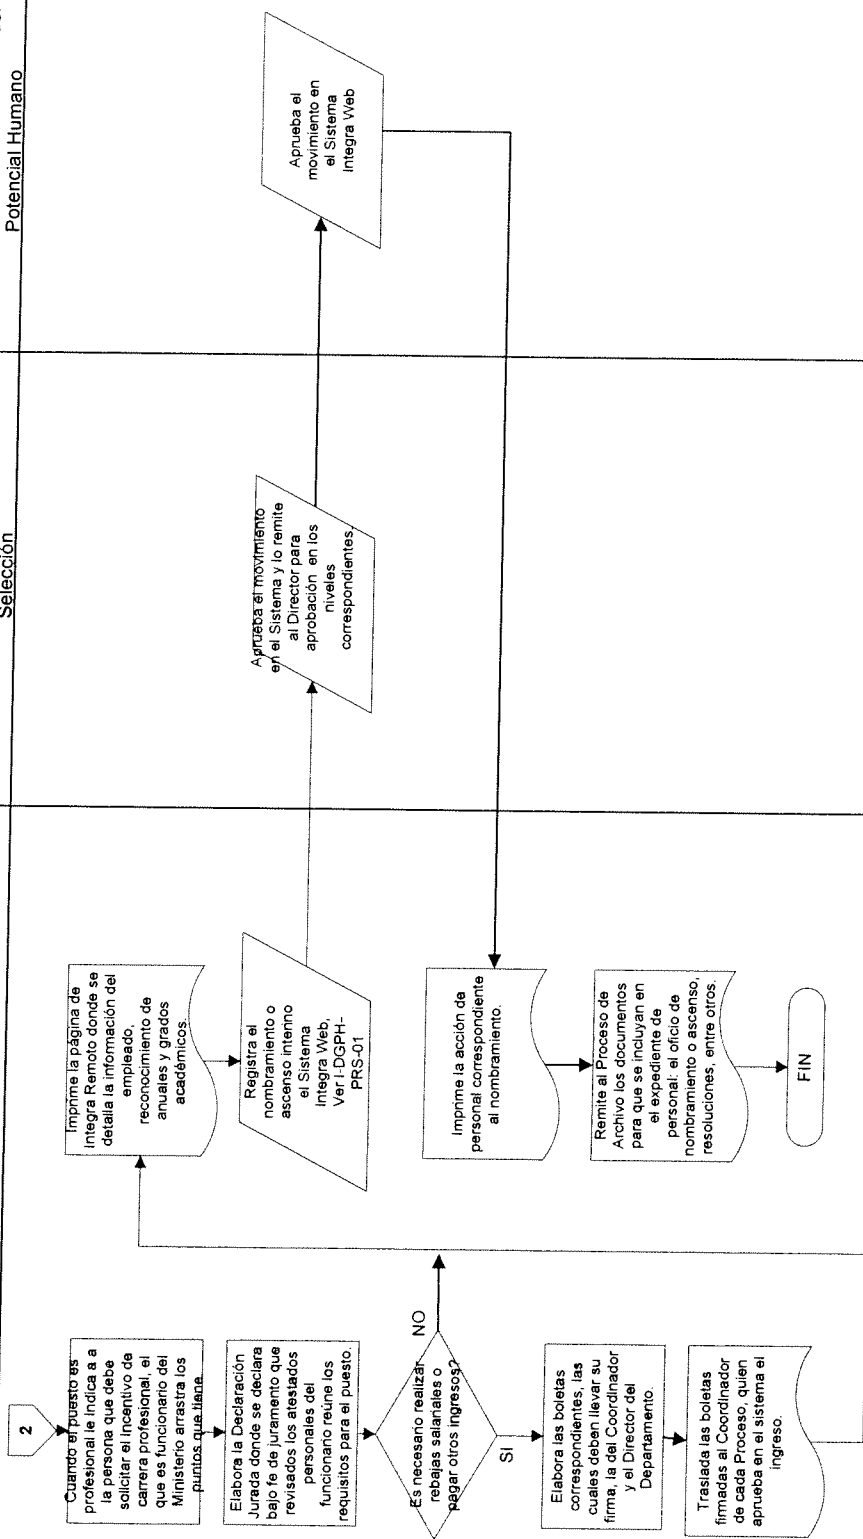 Selección
Potencial Humano
2
Cuando el puesto es
profesional le Indica a a
la persona que debe
solicitar el Incentivo de
carrera profesional, el
que es funcionario del
Ministerio arrastra los
puntos que tiene
Elabora la Declaración
Jurada donde se declara
bajo fe de juramento que
revisados los atestados
personales del
funcionario reúne los
requisitos para el puesto.
Es necesario realizar
rebajas salariales o
pagar otros ingresos?
NO
SI
Elabora las boletas
correspondientes, las
cuales deben llevar su
firma, la del Coordinador
y el Director del
Departamento.
Traslada las boletas
firmadas al Coordinador
de cada Proceso, quien
aprueba en el sistema el
ingreso.
Imprime la página de
Integra Remoto donde se
detalla la información del
empleado,
reconocimiento de
anuales y grados
académicos.
Registra el
nombramiento o
ascenso interino
el Sistema
Integra Web,
Ver I-DGPH-
PRS-01
Aprueba el movimiento
en el Sistema y lo remite
al Director para
aprobación en los
niveles
correspondientes.
Aprueba el
movimiento en
el Sistema
Integra Web
Imprime la acción de
personal correspondiente
al nombramiento.
Remite al Proceso de
Archivo los documentos
para que se incluyan en
el expediente de
personal: el oficio de
nombramiento o ascenso,
resoluciones, entre otros.
FIN